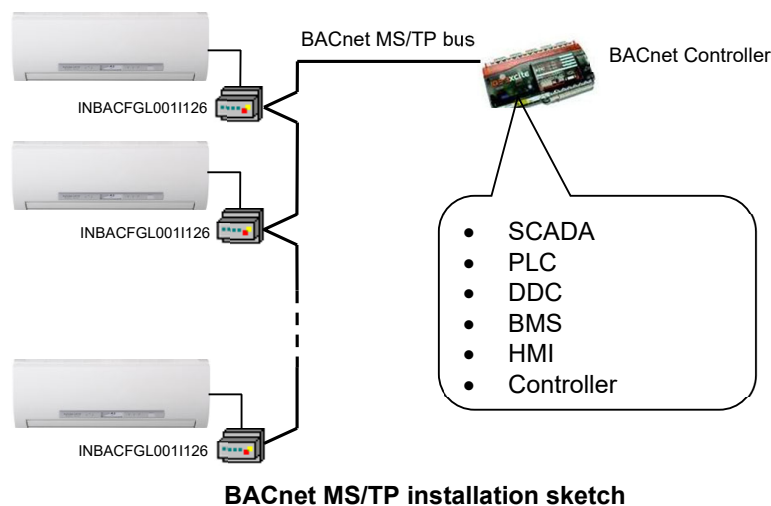 BACnet MS/TP bus
BACnet Controller
xcite
INBACFGL001I126
INBACFGL001I126
• SCADA
• PLC
• DDC
• BMS
• HMI
• Controller
INBACFGL001I126
BACnet MS/TP installation sketch